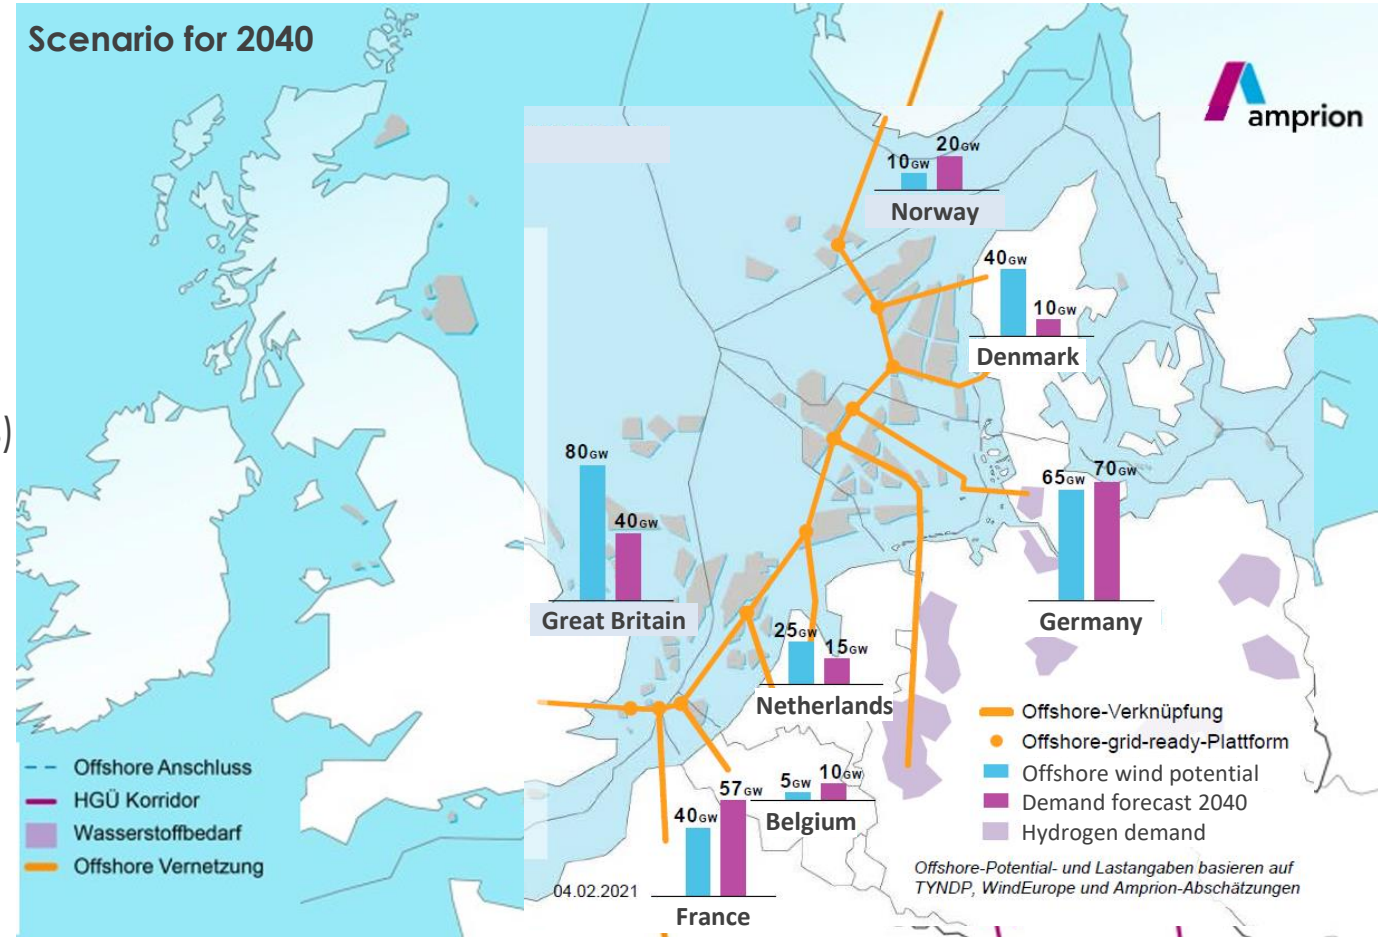 Scenario for 2040
amprion
20GW
10GW
Norway
40GW
10GW
Denmark
)
80GW
40GW
Great Britain
65GW
70GW
Germany
25GW
15GW
Netherlands
Offshore-Verknüpfung
Offshore-grid-ready-Plattform
Offshore wind potential
Demand forecast 2040
Hydrogen demand
Offshore Anschluss
HGÜ Korridor
Wasserstoffbedarf
Offshore Vernetzung
5GW
10GW
Belgium
40GW
57GW
France
04.02.2021
Offshore-Potential- und Lastangaben basieren auf
TYNDP, WindEurope und Amprion-Abschätzungen